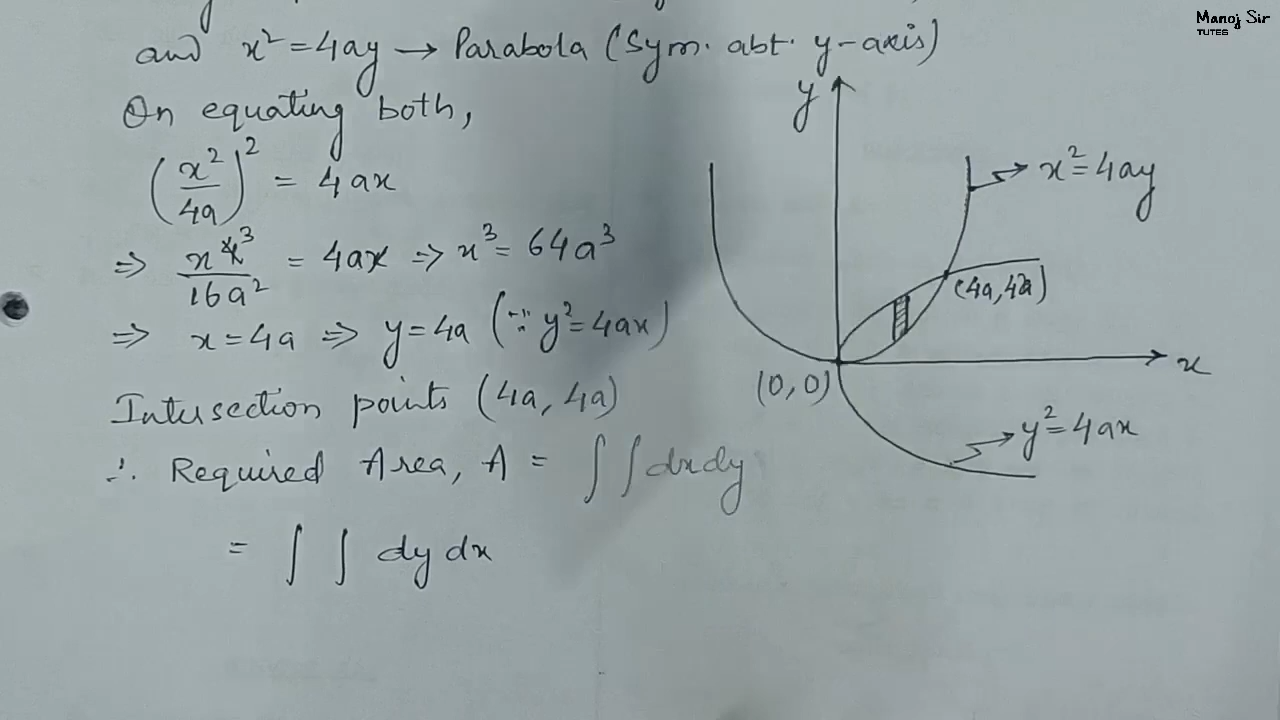 Manoj Sir
TUTES
and x² = 4ay → Parabola (Sym. abt. y-axis)
On equating both,
(x²/4a)² = 4ax
⇒ x⁴³/16a² = 4ax ⇒ x³ = 64a³
⇒ x = 4a ⇒ y = 4a (∵ y² = 4ax)
Intersection points (4a, 4a)
∴ Required Area, A = ∫∫ dxdy
= ∫ ∫ dy dx
y
x² = 4ay
(4a, 4a)
(0, 0)
x
y² = 4ax